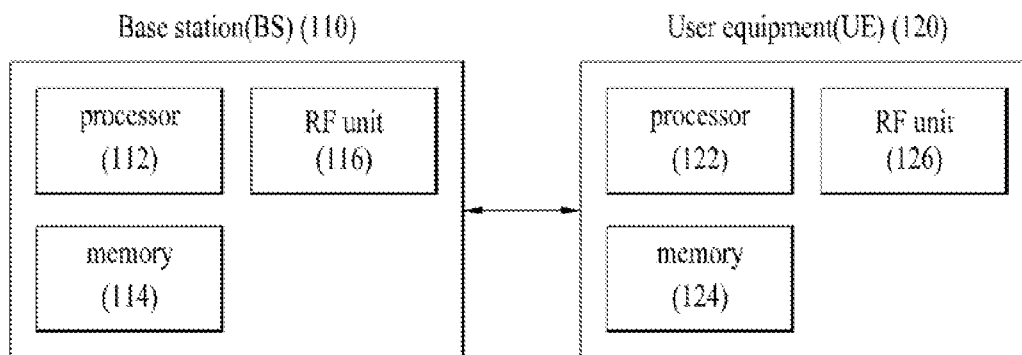 Base station(BS) (110)
User equipment(UE) (120)
processor
(112)
RF unit
(116)
processor
(122)
RF unit
(126)
memory
(114)
memory
(124)